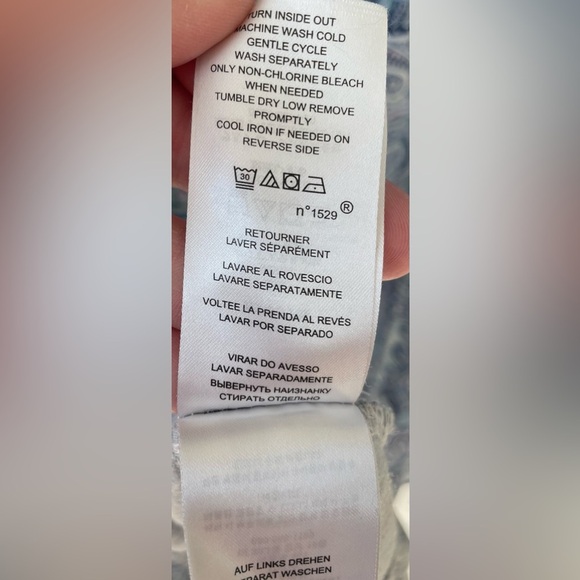 TURN INSIDE OUT
MACHINE WASH COLD
GENTLE CYCLE
WASH SEPARATELY
ONLY NON-CHLORINE BLEACH
WHEN NEEDED
TUMBLE DRY LOW REMOVE
PROMPTLY
COOL IRON IF NEEDED ON
REVERSE SIDE
30
n°1529®
RETOURNER
LAVER SÉPARÉMENT
LAVARE AL ROVESCIO
LAVARE SEPARATAMENTE
VOLTEE LA PRENDA AL REVÉS
LAVAR POR SEPARADO
VIRAR DO AVESSO
LAVAR SEPARADAMENTE
ВЫВЕРНУТЬ НАИЗНАНКУ
СТИРАТЬ ОТДЕЛЬНО
AUF LINKS DREHEN
SEPARAT WASCHEN